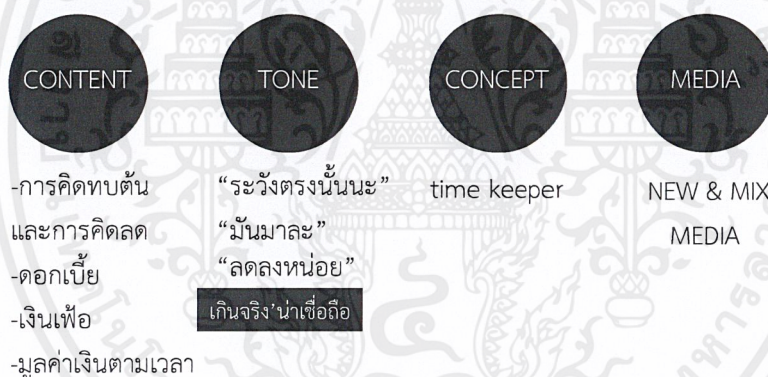 CONTENT
TONE
CONCEPT
MEDIA
-การคิดทบต้น
และการคิดลด
-ดอกเบี้ย
-เงินเฟ้อ
-มูลค่าเงินตามเวลา
“ระวังตรงนั้นนะ”
“มันมาละ”
“ลดลงหน่อย”
เกินจริง'น่าเชื่อถือ
time keeper
NEW & MIX
MEDIA